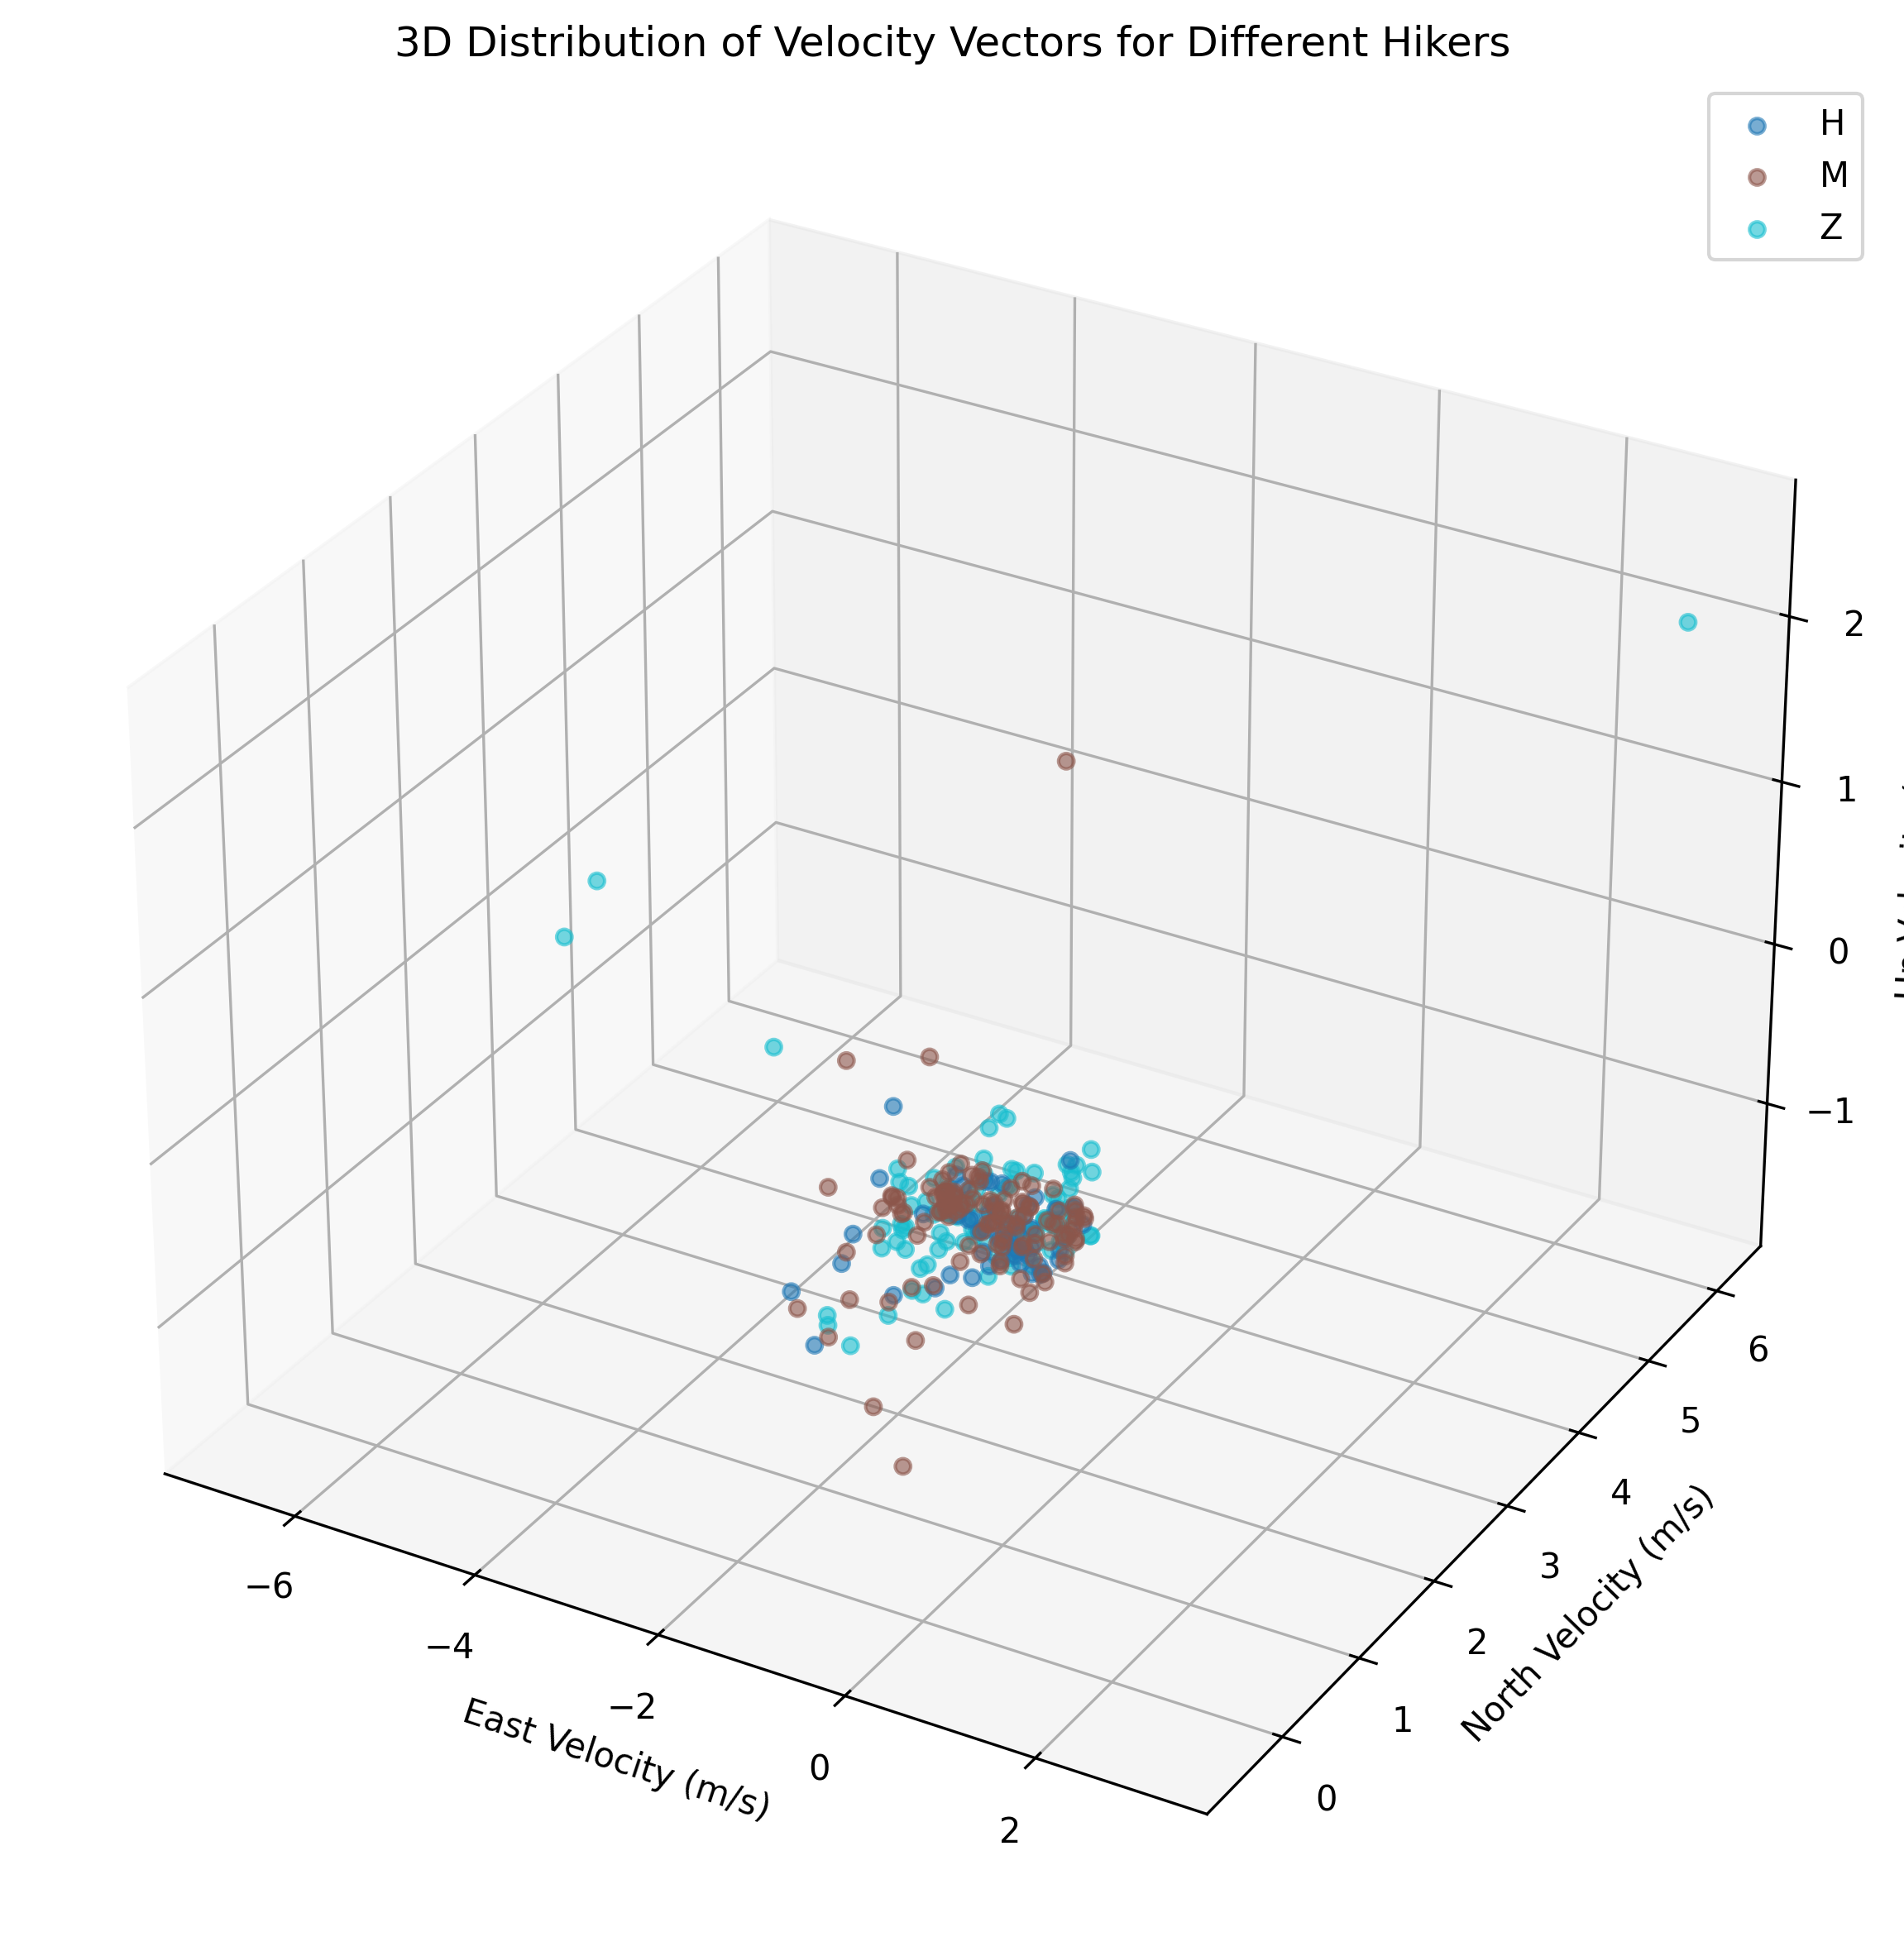 3D Distribution of Velocity Vectors for Different Hikers
H
M
Z
2
1
0
−1
6
5
4
3
2
1
0
North Velocity (m/s)
−6
−4
−2
0
2
East Velocity (m/s)